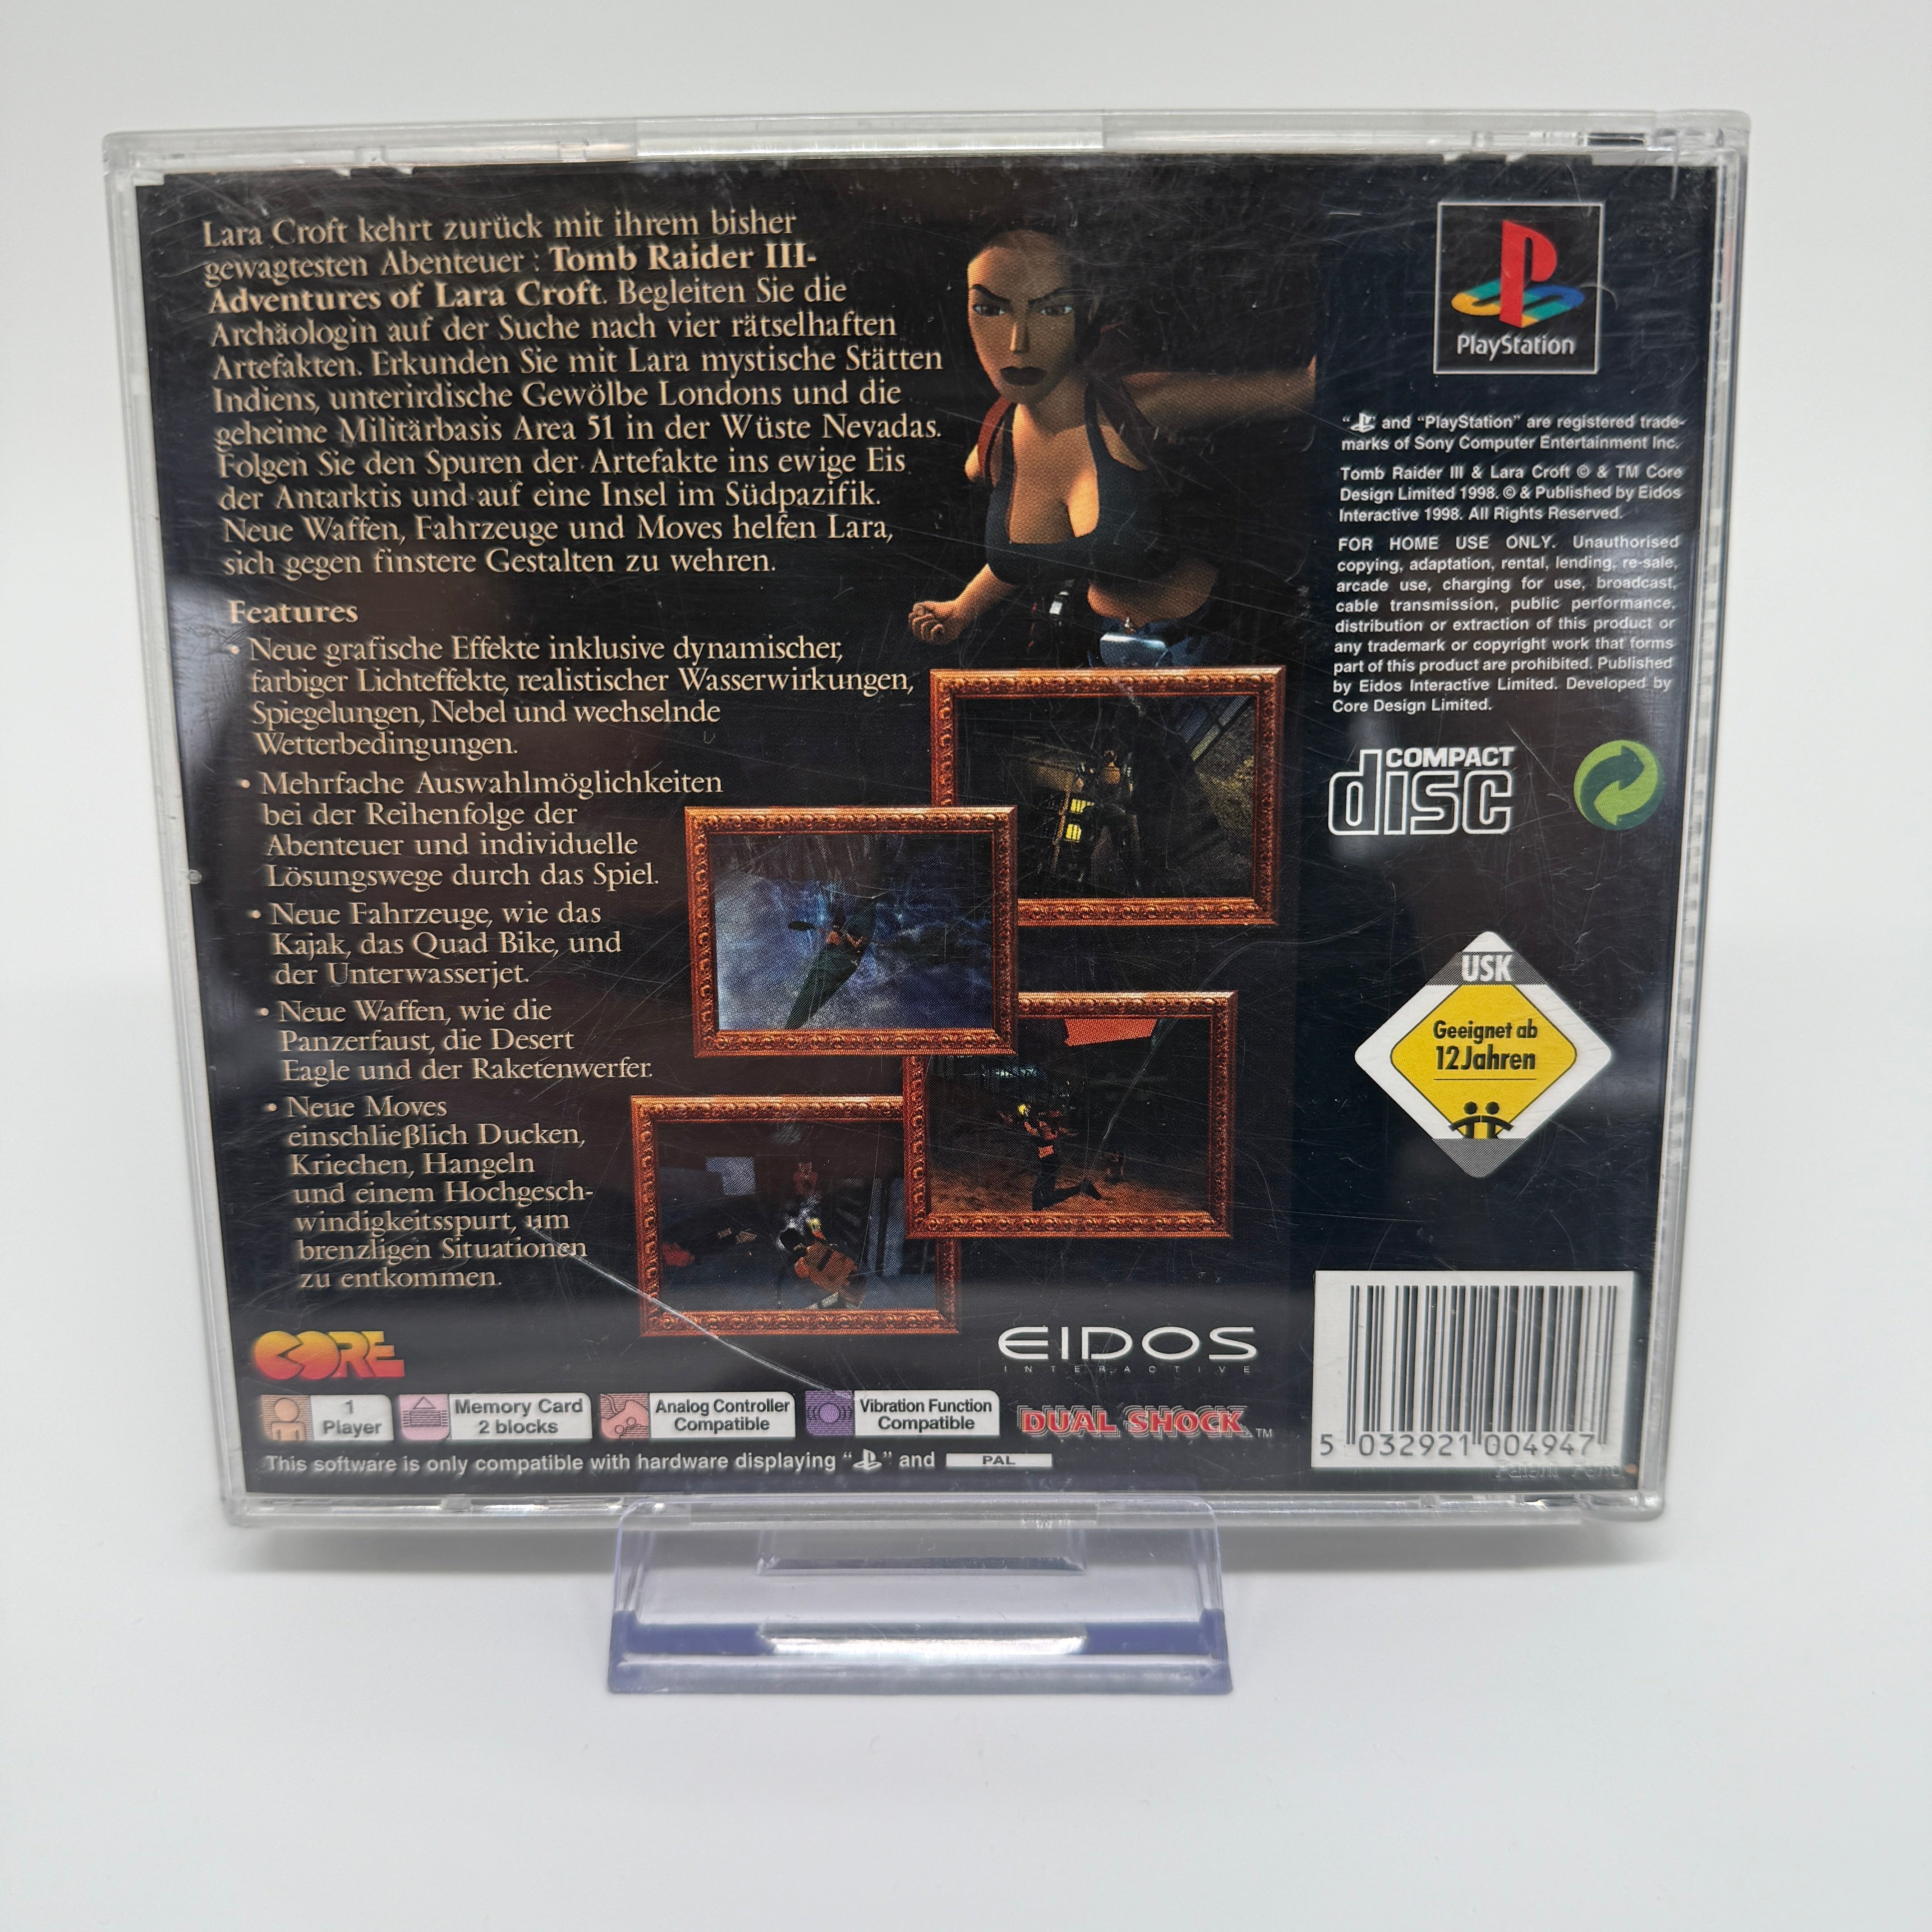 Lara Croft kehrt zurück mit ihrem bisher
gewagtesten Abenteuer : Tomb Raider III-
Adventures of Lara Croft. Begleiten Sie die
Archäologin auf der Suche nach vier rätselhaften
Artefakten. Erkunden Sie mit Lara mystische Stätten
Indiens, unterirdische Gewölbe Londons und die
geheime Militärbasis Area 51 in der Wüste Nevadas.
Folgen Sie den Spuren der Artefakte ins ewige Eis
der Antarktis und auf eine Insel im Südpazifik.
Neue Waffen, Fahrzeuge und Moves helfen Lara,
sich gegen finstere Gestalten zu wehren.
Features
• Neue grafische Effekte inklusive dynamischer,
farbiger Lichteffekte, realistischer Wasserwirkungen,
Spiegelungen, Nebel und wechselnde
Wetterbedingungen.
• Mehrfache Auswahlmöglichkeiten
bei der Reihenfolge der
Abenteuer und individuelle
Lösungswege durch das Spiel.
• Neue Fahrzeuge, wie das
Kajak, das Quad Bike, und
der Unterwasserjet.
• Neue Waffen, wie die
Panzerfaust, die Desert
Eagle und der Raketenwerfer.
• Neue Moves
einschließlich Ducken,
Kriechen, Hangeln
und einem Hochgesch-
windigkeitsspurt, um
brenzligen Situationen
zu entkommen.
PlayStation
" and "PlayStation" are registered trade-
marks of Sony Computer Entertainment Inc.
Tomb Raider III & Lara Croft © & TM Core
Design Limited 1998. © & Published by Eidos
Interactive 1998. All Rights Reserved.
FOR HOME USE ONLY. Unauthorised
copying, adaptation, rental, lending, re-sale,
arcade use, charging for use, broadcast,
cable transmission, public performance,
distribution or extraction of this product or
any trademark or copyright work that forms
part of this product are prohibited. Published
by Eidos Interactive Limited. Developed by
Core Design Limited.
COMPACT
disc
USK
Geeignet ab
12 Jahren
CORE
EIDOS
INTERACTIVE
1
Player
Memory Card
2 blocks
Analog Controller
Compatible
Vibration Function
Compatible
DUAL SHOCK™
This software is only compatible with hardware displaying " " and PAL
5 032921 004947